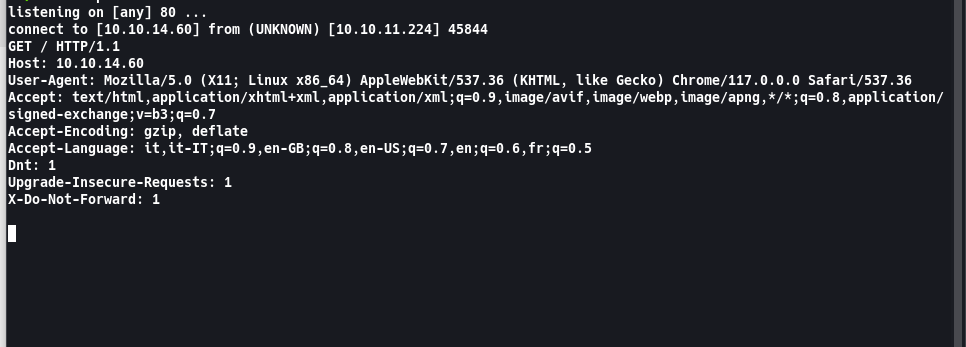 listening on [any] 80 ...
connect to [10.10.14.60] from (UNKNOWN) [10.10.11.224] 45844
GET / HTTP/1.1
Host: 10.10.14.60
User-Agent: Mozilla/5.0 (X11; Linux x86_64) AppleWebKit/537.36 (KHTML, like Gecko) Chrome/117.0.0.0 Safari/537.36
Accept: text/html,application/xhtml+xml,application/xml;q=0.9,image/avif,image/webp,image/apng,*/*;q=0.8,application/
signed-exchange;v=b3;q=0.7
Accept-Encoding: gzip, deflate
Accept-Language: it,it-IT;q=0.9,en-GB;q=0.8,en-US;q=0.7,en;q=0.6,fr;q=0.5
Dnt: 1
Upgrade-Insecure-Requests: 1
X-Do-Not-Forward: 1